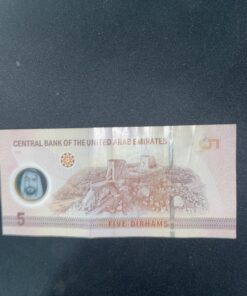 CENTRAL BANK OF THE UNITED ARAB EMIRATES
5
5
FIVE DIRHAMS